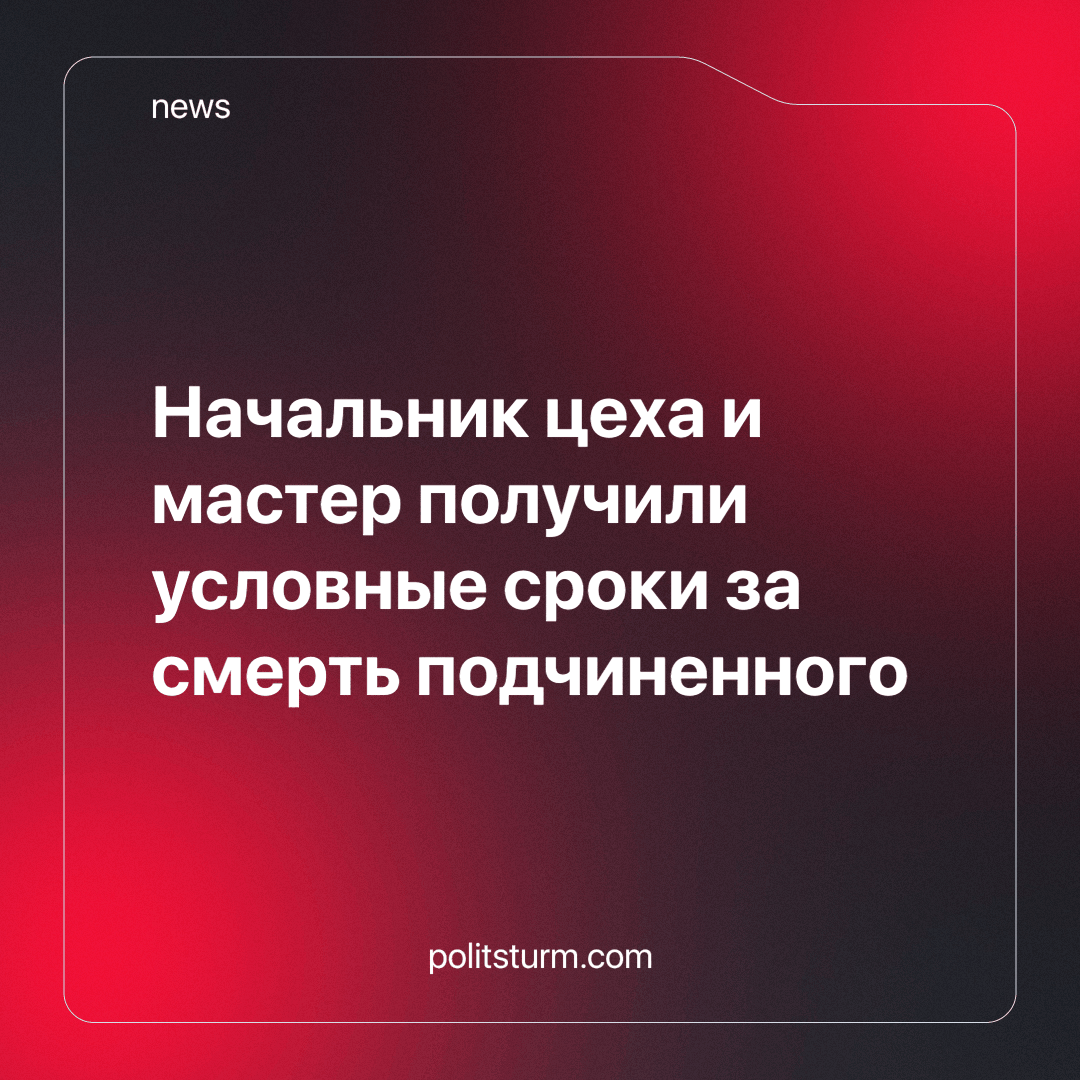 news
Начальник цеха и
мастер получили
условные сроки за
смерть подчиненного
politsturm.com